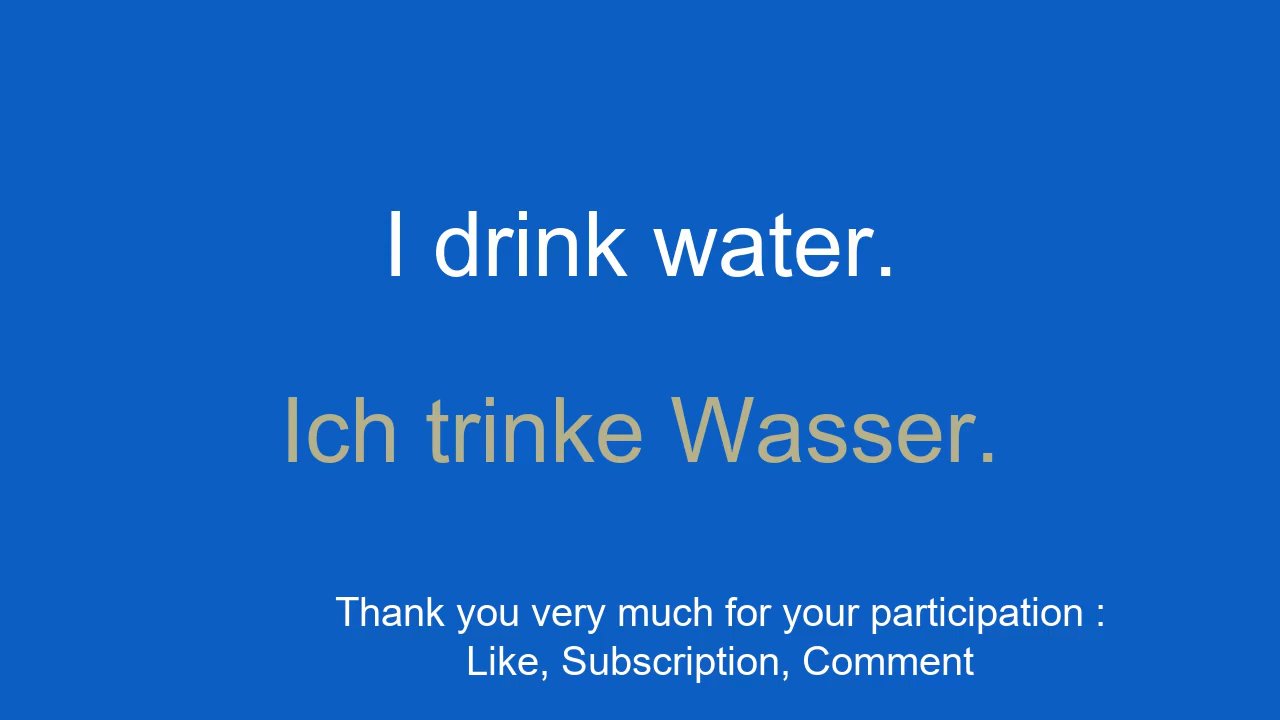 I drink water.
Ich trinke Wasser.
Thank you very much for your participation :
Like, Subscription, Comment